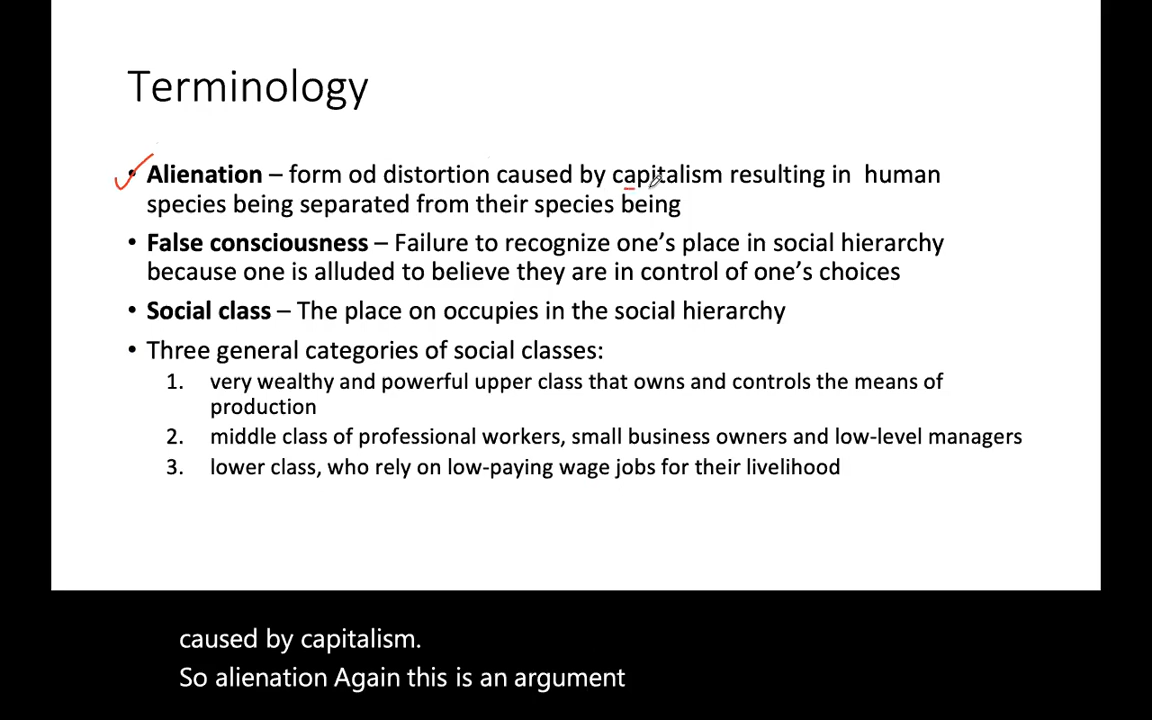 Terminology
• Alienation – form od distortion caused by capitalism resulting in human
species being separated from their species being
• False consciousness – Failure to recognize one's place in social hierarchy
because one is alluded to believe they are in control of one's choices
• Social class – The place on occupies in the social hierarchy
• Three general categories of social classes:
1. very wealthy and powerful upper class that owns and controls the means of
production
2. middle class of professional workers, small business owners and low-level managers
3. lower class, who rely on low-paying wage jobs for their livelihood
caused by capitalism.
So alienation Again this is an argument